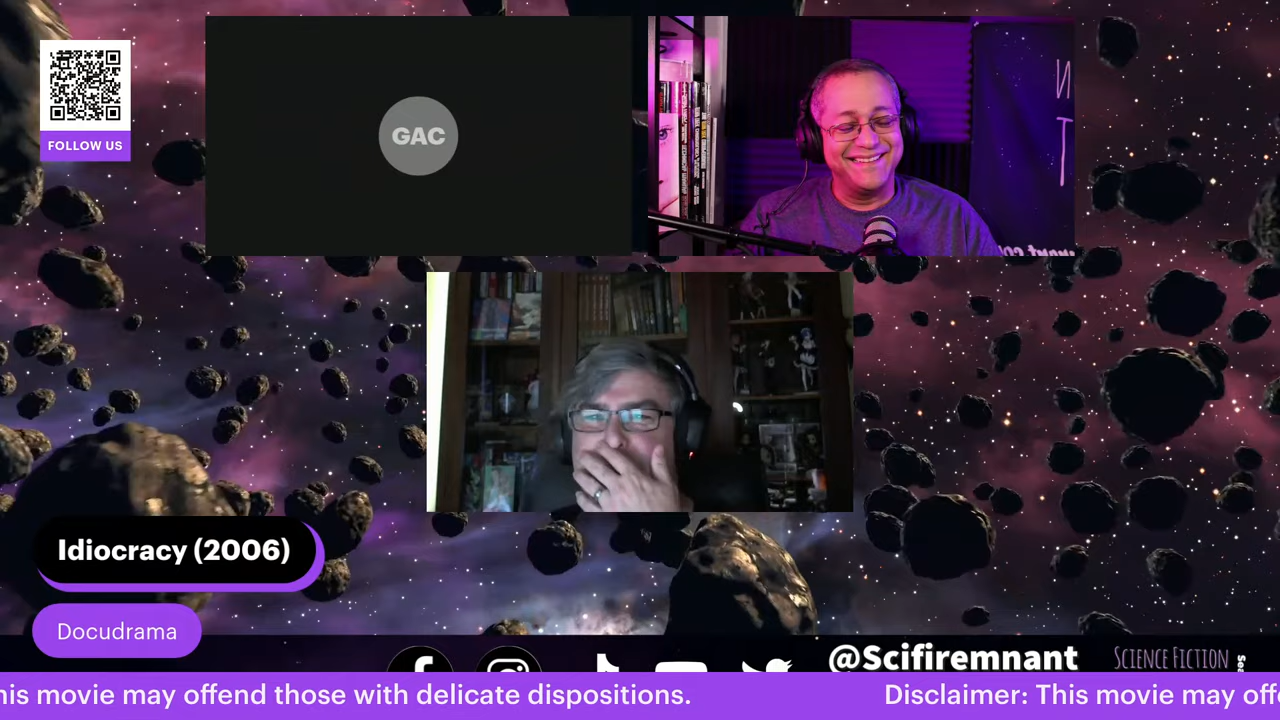 FOLLOW US
GAC
Idiocracy (2006)
Docudrama
@Scifiremnant
SCIENCE FICTION
his movie may offend those with delicate dispositions.
Disclaimer: This movie may offe